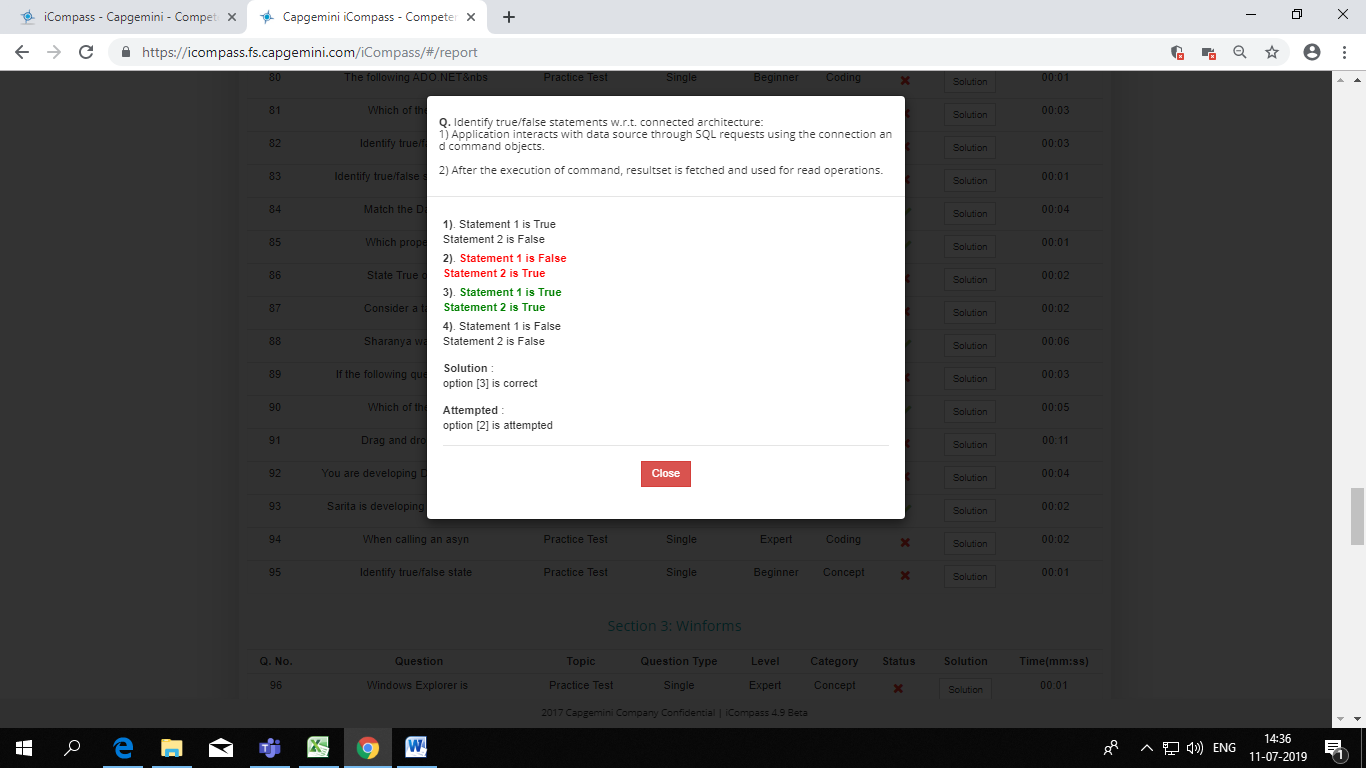 iCompass - Capgemini - Compet
Capgemini iCompass - Competen
https://icompass.fs.capgemini.com/iCompass/#/report
80 The following ADO.NET&nbs Practice Test Single Beginner Coding Solution 00:01
81 Which of th Solution 00:03
82 Identify true/f Solution 00:03
83 Identify true/false s Solution 00:01
84 Match the Da Solution 00:04
85 Which prope Solution 00:01
86 State True o Solution 00:02
87 Consider a ta Solution 00:02
88 Sharanya wa Solution 00:06
89 If the following qu Solution 00:03
90 Which of the Solution 00:05
91 Drag and dro Solution 00:11
92 You are developing D Solution 00:04
93 Sarita is developing Solution 00:02
94 When calling an asyn Practice Test Single Expert Coding Solution 00:02
95 Identify true/false state Practice Test Single Beginner Concept Solution 00:01
Q. Identify true/false statements w.r.t. connected architecture:
1) Application interacts with data source through SQL requests using the connection an
d command objects.
2) After the execution of command, resultset is fetched and used for read operations.
1). Statement 1 is True
Statement 2 is False
2). Statement 1 is False
Statement 2 is True
3). Statement 1 is True
Statement 2 is True
4). Statement 1 is False
Statement 2 is False
Solution :
option [3] is correct
Attempted :
option [2] is attempted
Close
Section 3: Winforms
Q. No. Question Topic Question Type Level Category Status Solution Time(mm:ss)
96 Windows Explorer is Practice Test Single Expert Concept Solution 00:01
2017 Capgemini Company Confidential | iCompass 4.9 Beta
ENG
14:36
11-07-2019
1